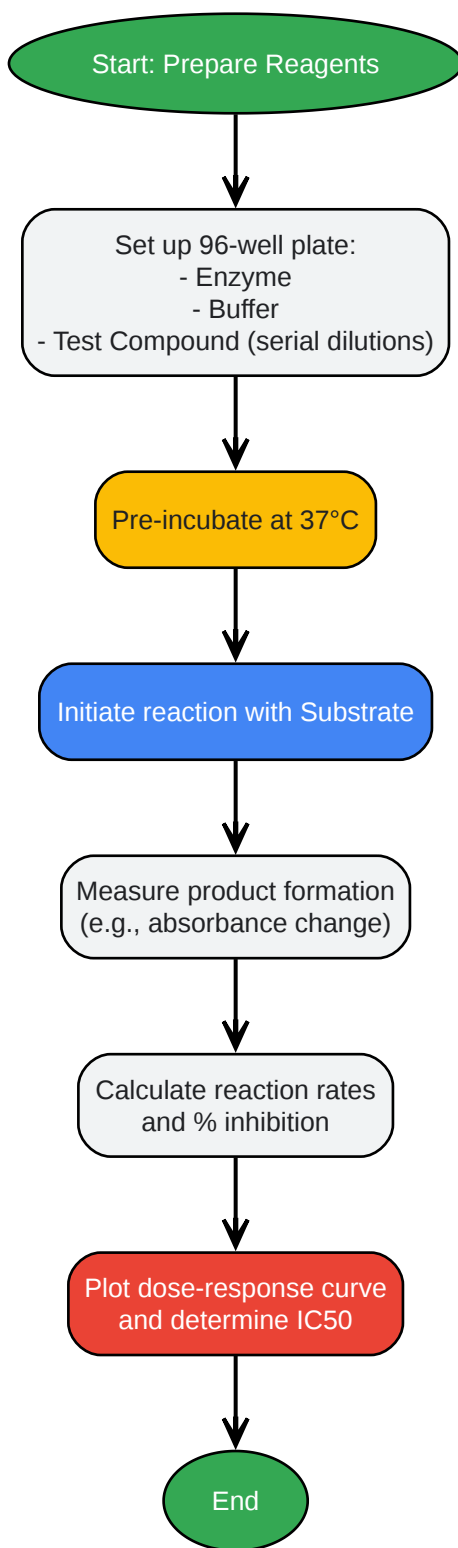 Start: Prepare Reagents
Set up 96-well plate:
- Enzyme
- Buffer
- Test Compound (serial dilutions)
Pre-incubate at 37°C
Initiate reaction with Substrate
Measure product formation
(e.g., absorbance change)
Calculate reaction rates
and % inhibition
Plot dose-response curve
and determine IC50
End